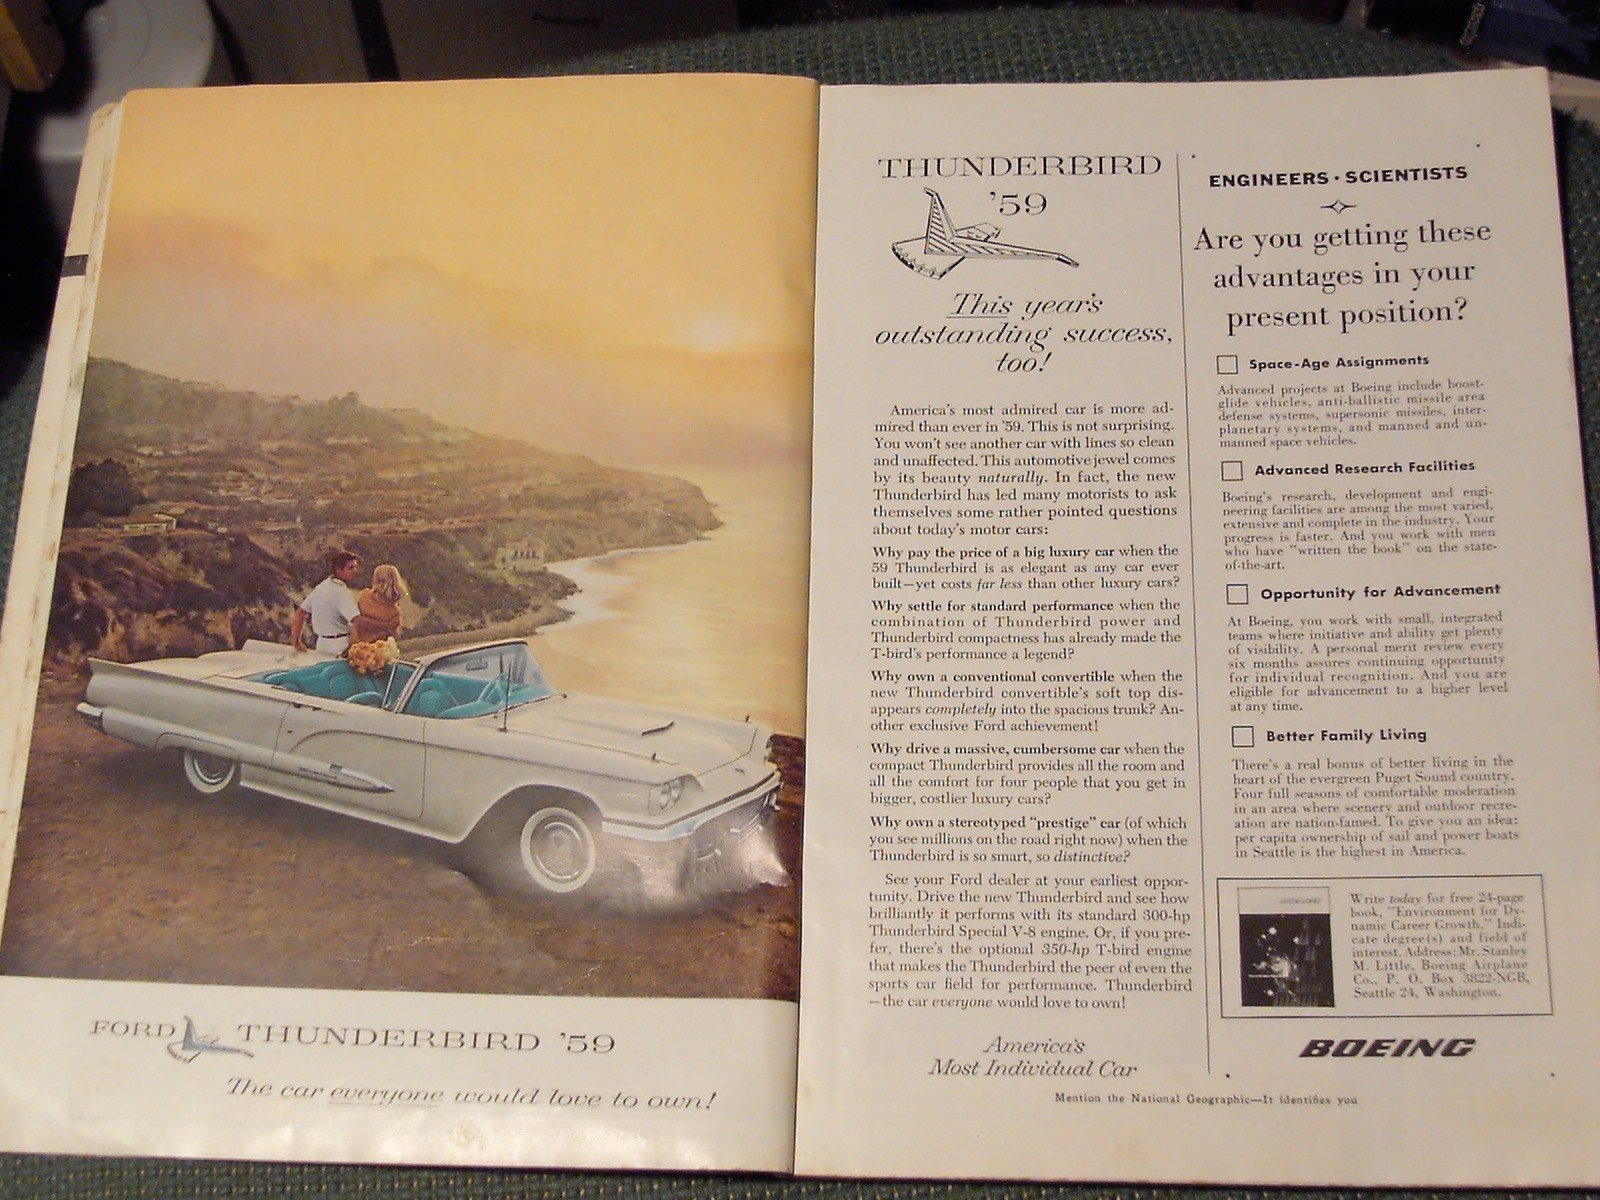 FORD THUNDERBIRD '59
The car everyone would love to own!
THUNDERBIRD
'59
This year's
outstanding success,
too!
America's most admired car is more ad-
mired than ever in '59. This is not surprising.
You won't see another car with lines so clean
and unaffected. This automotive jewel comes
by its beauty naturally. In fact, the new
Thunderbird has led many motorists to ask
themselves some rather pointed questions
about today's motor cars:
Why pay the price of a big luxury car when the
59 Thunderbird is as elegant as any car ever
built—yet costs far less than other luxury cars?
Why settle for standard performance when the
combination of Thunderbird power and
Thunderbird compactness has already made the
T-bird's performance a legend?
Why own a conventional convertible when the
new Thunderbird convertible's soft top dis-
appears completely into the spacious trunk? An-
other exclusive Ford achievement!
Why drive a massive, cumbersome car when the
compact Thunderbird provides all the room and
all the comfort for four people that you get in
bigger, costlier luxury cars?
Why own a stereotyped "prestige" car (of which
you see millions on the road right now) when the
Thunderbird is so smart, so distinctive?
See your Ford dealer at your earliest oppor-
tunity. Drive the new Thunderbird and see how
brilliantly it performs with its standard 300-hp
Thunderbird Special V-8 engine. Or, if you pre-
fer, there's the optional 350-hp T-bird engine
that makes the Thunderbird the peer of even the
sports car field for performance. Thunderbird
—the car everyone would love to own!
America's
Most Individual Car
ENGINEERS · SCIENTISTS
Are you getting these
advantages in your
present position?
Space-Age Assignments
Advanced projects at Boeing include boost-
glide vehicles, anti-ballistic missile area
defense systems, supersonic missiles, inter-
planetary systems, and manned and un-
manned space vehicles.
Advanced Research Facilities
Boeing's research, development and engi-
neering facilities are among the most varied,
extensive and complete in the industry. Your
progress is faster. And you work with men
who have "written the book" on the state-
of-the-art.
Opportunity for Advancement
At Boeing, you work with small, integrated
teams where initiative and ability get plenty
of visibility. A personal merit review every
six months assures continuing opportunity
for individual recognition. And you are
eligible for advancement to a higher level
at any time.
Better Family Living
There's a real bonus of better living in the
heart of the evergreen Puget Sound country.
Four full seasons of comfortable moderation
in an area where scenery and outdoor recre-
ation are nation-famed. To give you an idea:
per capita ownership of sail and power boats
in Seattle is the highest in America.
BOEING
Write today for free 24-page
book, "Environment for Dy-
namic Career Growth." Indi-
cate degree(s) and field of
interest. Address: Mr. Stanley
M. Little, Boeing Airplane
Co., P. O. Box 3822-NGB,
Seattle 24, Washington.
BOEING
Mention the National Geographic—It identifies you